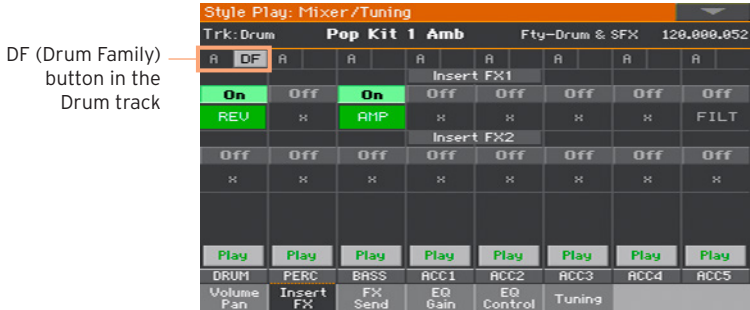 Style Play: Mixer/Tuning
Trk: Drum Pop Kit 1 Amb Fty-Drum & SFX 120.000.052
DF (Drum Family)
button in the
Drum track
A DF A A A A A A A
Insert FX1
On Off On Off Off Off Off Off
REV x AMP x x x x FILT
Insert FX2
Off Off Off Off Off Off Off Off
x x x x x x x x
Play Play Play Play Play Play Play Play
DRUM PERC BASS ACC1 ACC2 ACC3 ACC4 ACC5
Volume Pan Insert FX FX Send EQ Gain EQ Control Tuning